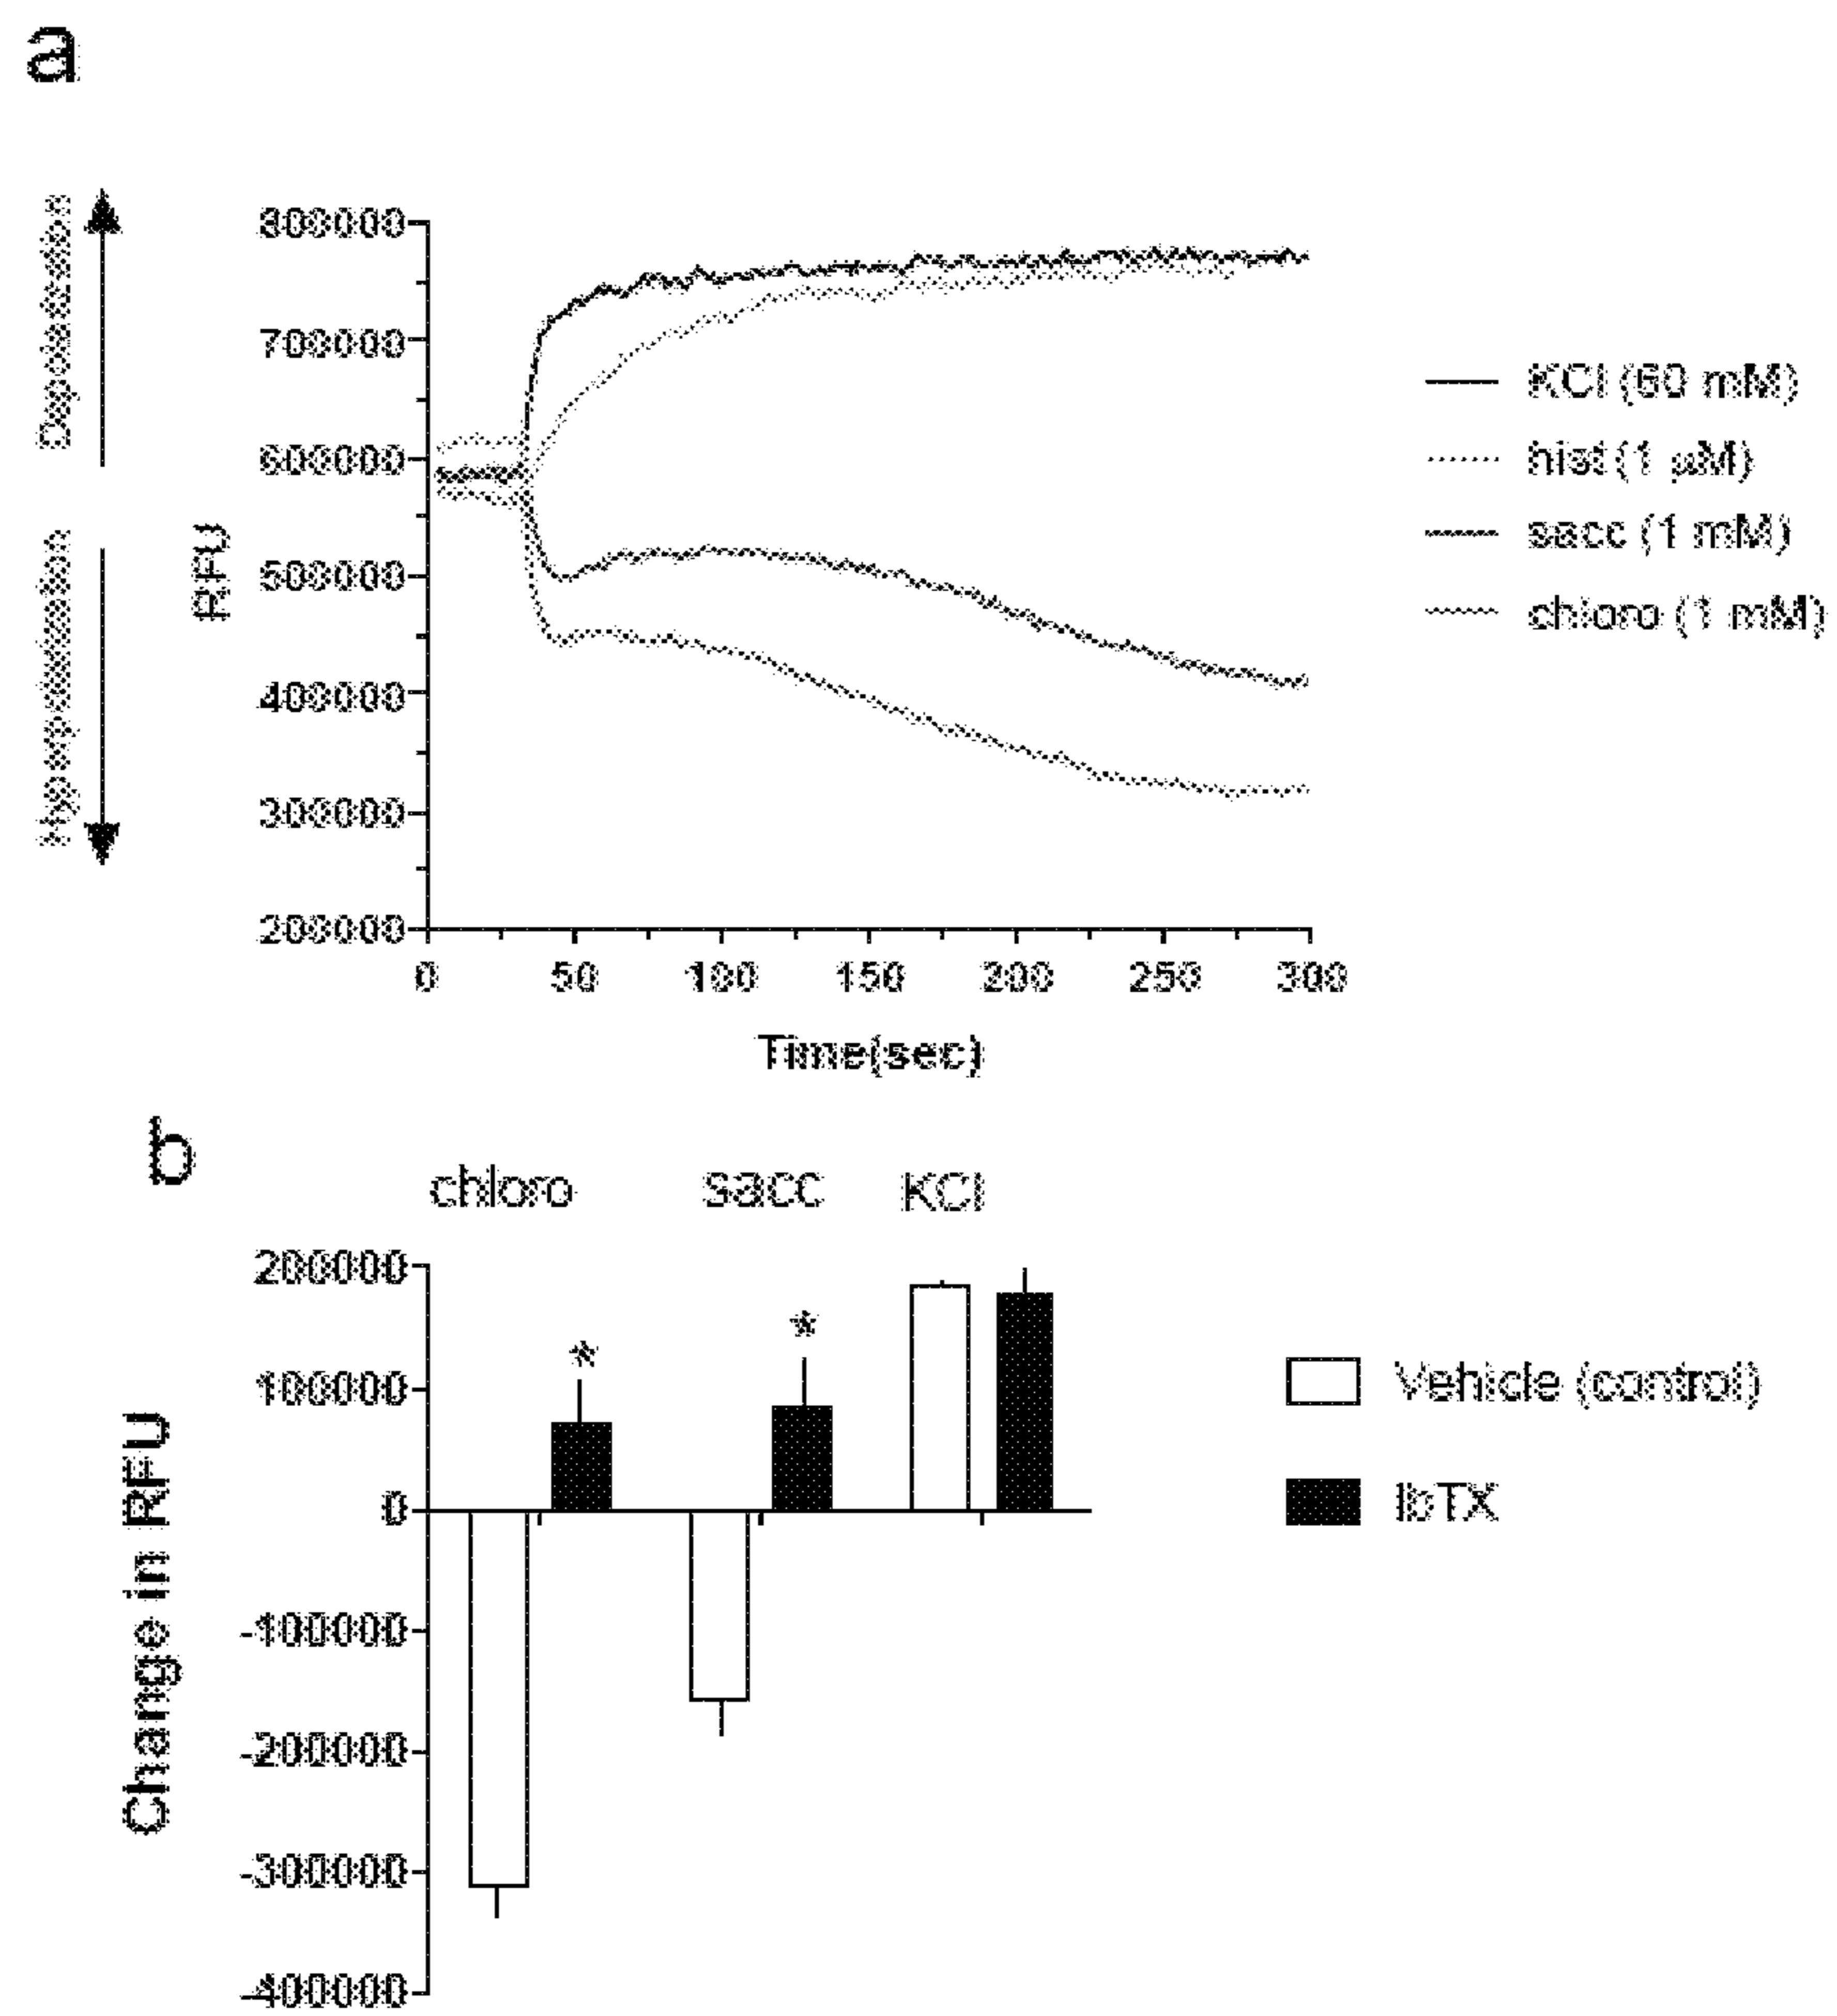 a
Depolarization
Hyperpolarization
RFU
800000
700000
600000
500000
400000
300000
200000
0 50 100 150 200 250 300
Time(sec)
KCl (60 mM)
hist (1 µM)
sacc (1 mM)
chloro (1 mM)
b
chloro sacc KCl
Change in RFU
200000
100000
0
-100000
-200000
-300000
-400000
* *
Vehicle (control)
IbTX